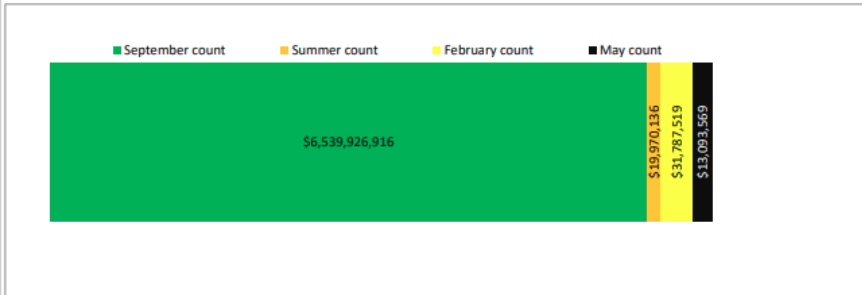 September count Summer count February count May count
$6,539,926,916
$19,970,136
$31,787,519
$13,093,569